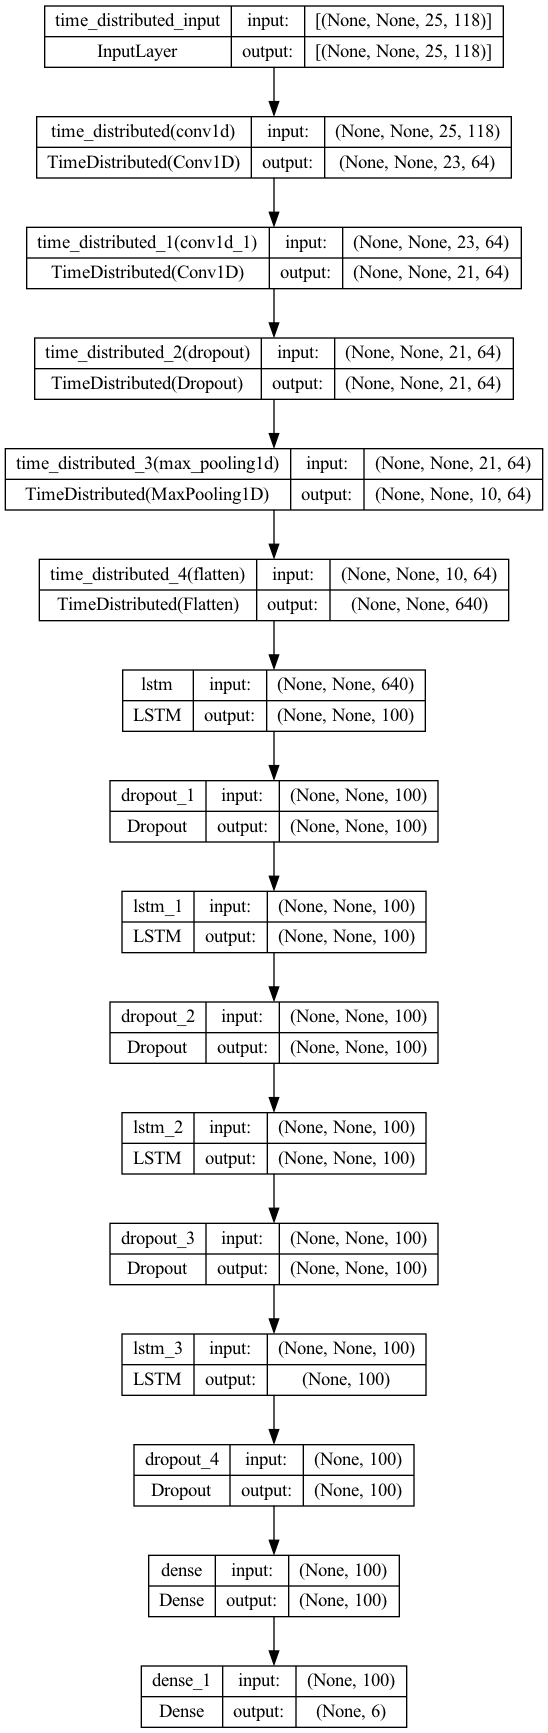 time_distributed_input input: [(None, None, 25, 118)]
InputLayer output: [(None, None, 25, 118)]
time_distributed(conv1d) input: (None, None, 25, 118)
TimeDistributed(Conv1D) output: (None, None, 23, 64)
time_distributed_1(conv1d_1) input: (None, None, 23, 64)
TimeDistributed(Conv1D) output: (None, None, 21, 64)
time_distributed_2(dropout) input: (None, None, 21, 64)
TimeDistributed(Dropout) output: (None, None, 21, 64)
time_distributed_3(max_pooling1d) input: (None, None, 21, 64)
TimeDistributed(MaxPooling1D) output: (None, None, 10, 64)
time_distributed_4(flatten) input: (None, None, 10, 64)
TimeDistributed(Flatten) output: (None, None, 640)
lstm input: (None, None, 640)
LSTM output: (None, None, 100)
dropout_1 input: (None, None, 100)
Dropout output: (None, None, 100)
lstm_1 input: (None, None, 100)
LSTM output: (None, None, 100)
dropout_2 input: (None, None, 100)
Dropout output: (None, None, 100)
lstm_2 input: (None, None, 100)
LSTM output: (None, None, 100)
dropout_3 input: (None, None, 100)
Dropout output: (None, None, 100)
lstm_3 input: (None, None, 100)
LSTM output: (None, 100)
dropout_4 input: (None, 100)
Dropout output: (None, 100)
dense input: (None, 100)
Dense output: (None, 100)
dense_1 input: (None, 100)
Dense output: (None, 6)